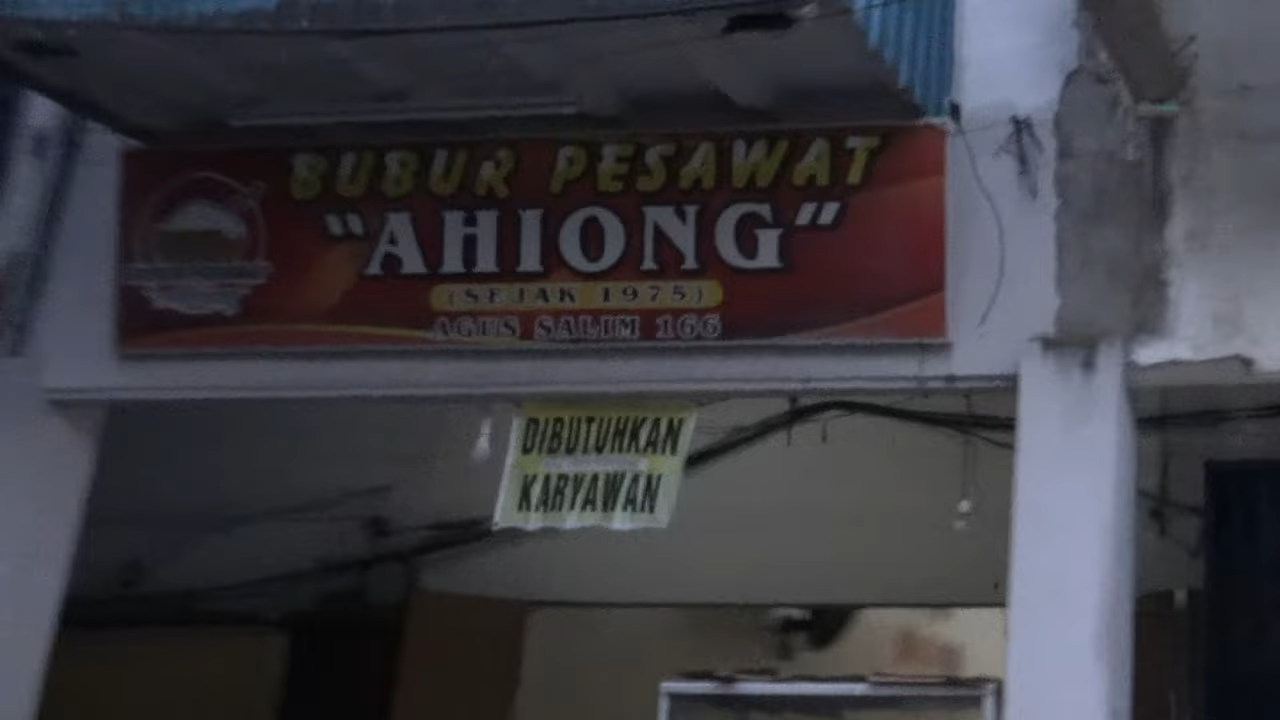 BUBUR PESAWAT
"AHIONG"
(SEJAK 1975)
AGUS SALIM 166
DIBUTUHKAN
KARYAWAN